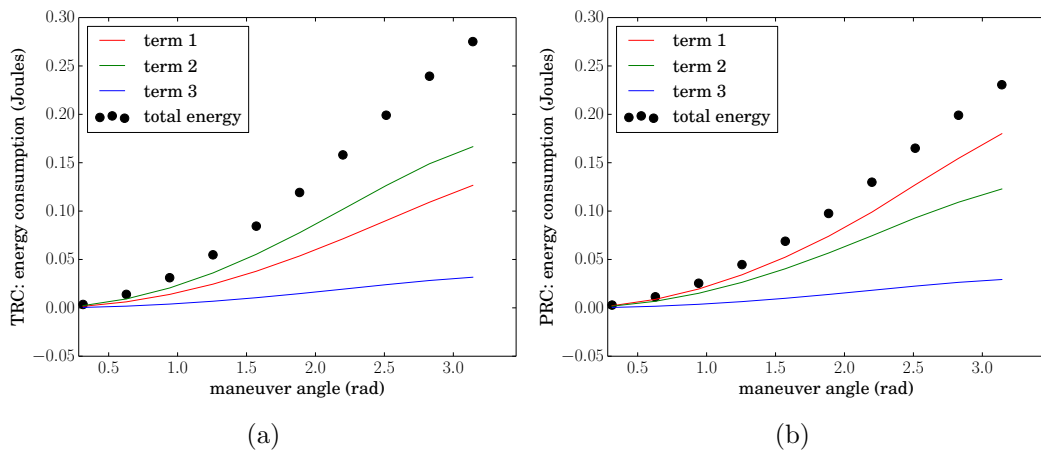 0.30
0.25
0.20
0.15
0.10
0.05
0.00
−0.05
TRC: energy consumption (Joules)
term 1
term 2
term 3
total energy
0.5 1.0 1.5 2.0 2.5 3.0
maneuver angle (rad)
(a)
0.30
0.25
0.20
0.15
0.10
0.05
0.00
−0.05
PRC: energy consumption (Joules)
term 1
term 2
term 3
total energy
0.5 1.0 1.5 2.0 2.5 3.0
maneuver angle (rad)
(b)